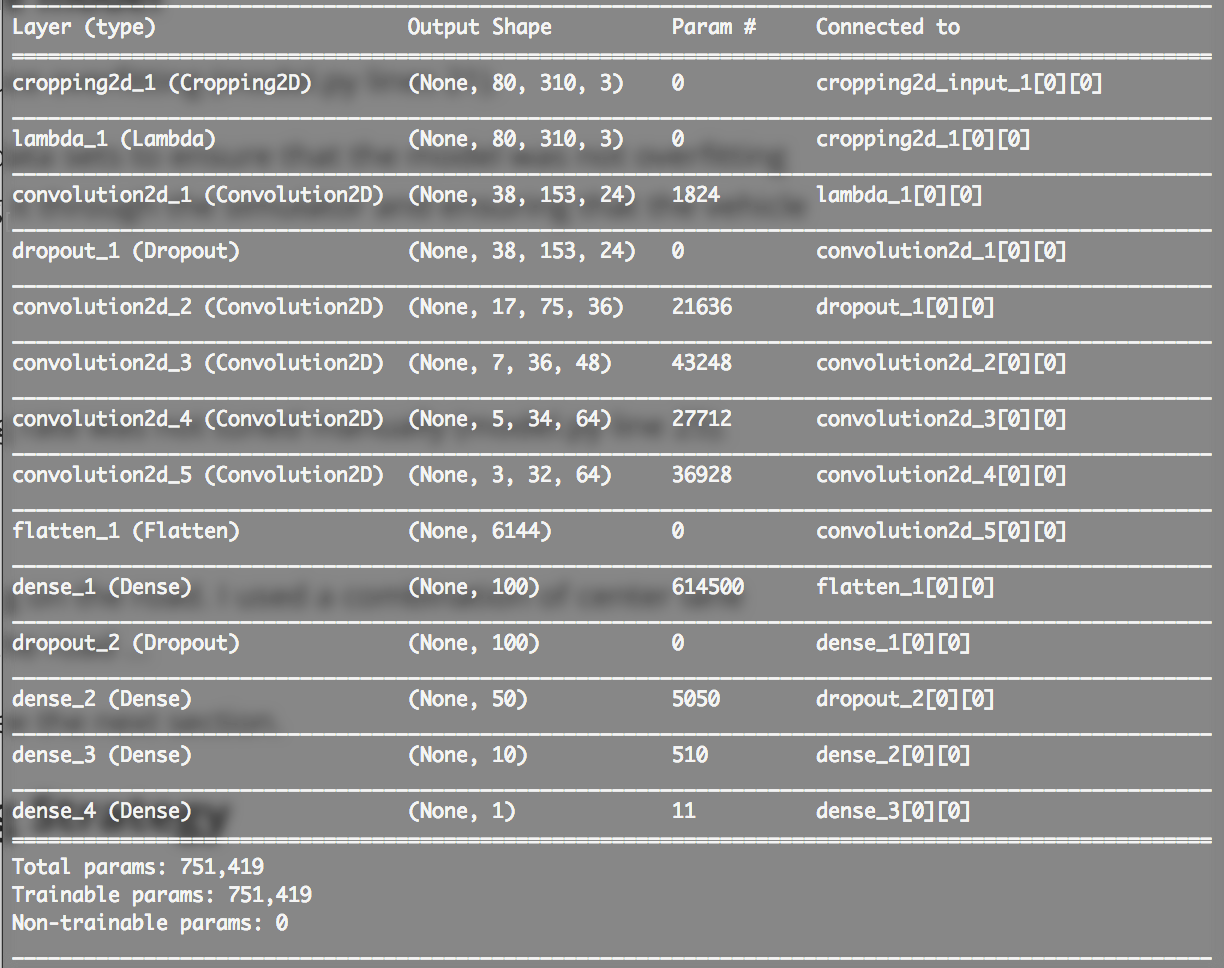 Layer (type) Output Shape Param # Connected to
cropping2d_1 (Cropping2D) (None, 80, 310, 3) 0 cropping2d_input_1[0][0]
lambda_1 (Lambda) (None, 80, 310, 3) 0 cropping2d_1[0][0]
convolution2d_1 (Convolution2D) (None, 38, 153, 24) 1824 lambda_1[0][0]
dropout_1 (Dropout) (None, 38, 153, 24) 0 convolution2d_1[0][0]
convolution2d_2 (Convolution2D) (None, 17, 75, 36) 21636 dropout_1[0][0]
convolution2d_3 (Convolution2D) (None, 7, 36, 48) 43248 convolution2d_2[0][0]
convolution2d_4 (Convolution2D) (None, 5, 34, 64) 27712 convolution2d_3[0][0]
convolution2d_5 (Convolution2D) (None, 3, 32, 64) 36928 convolution2d_4[0][0]
flatten_1 (Flatten) (None, 6144) 0 convolution2d_5[0][0]
dense_1 (Dense) (None, 100) 614500 flatten_1[0][0]
dropout_2 (Dropout) (None, 100) 0 dense_1[0][0]
dense_2 (Dense) (None, 50) 5050 dropout_2[0][0]
dense_3 (Dense) (None, 10) 510 dense_2[0][0]
dense_4 (Dense) (None, 1) 11 dense_3[0][0]
Total params: 751,419
Trainable params: 751,419
Non-trainable params: 0